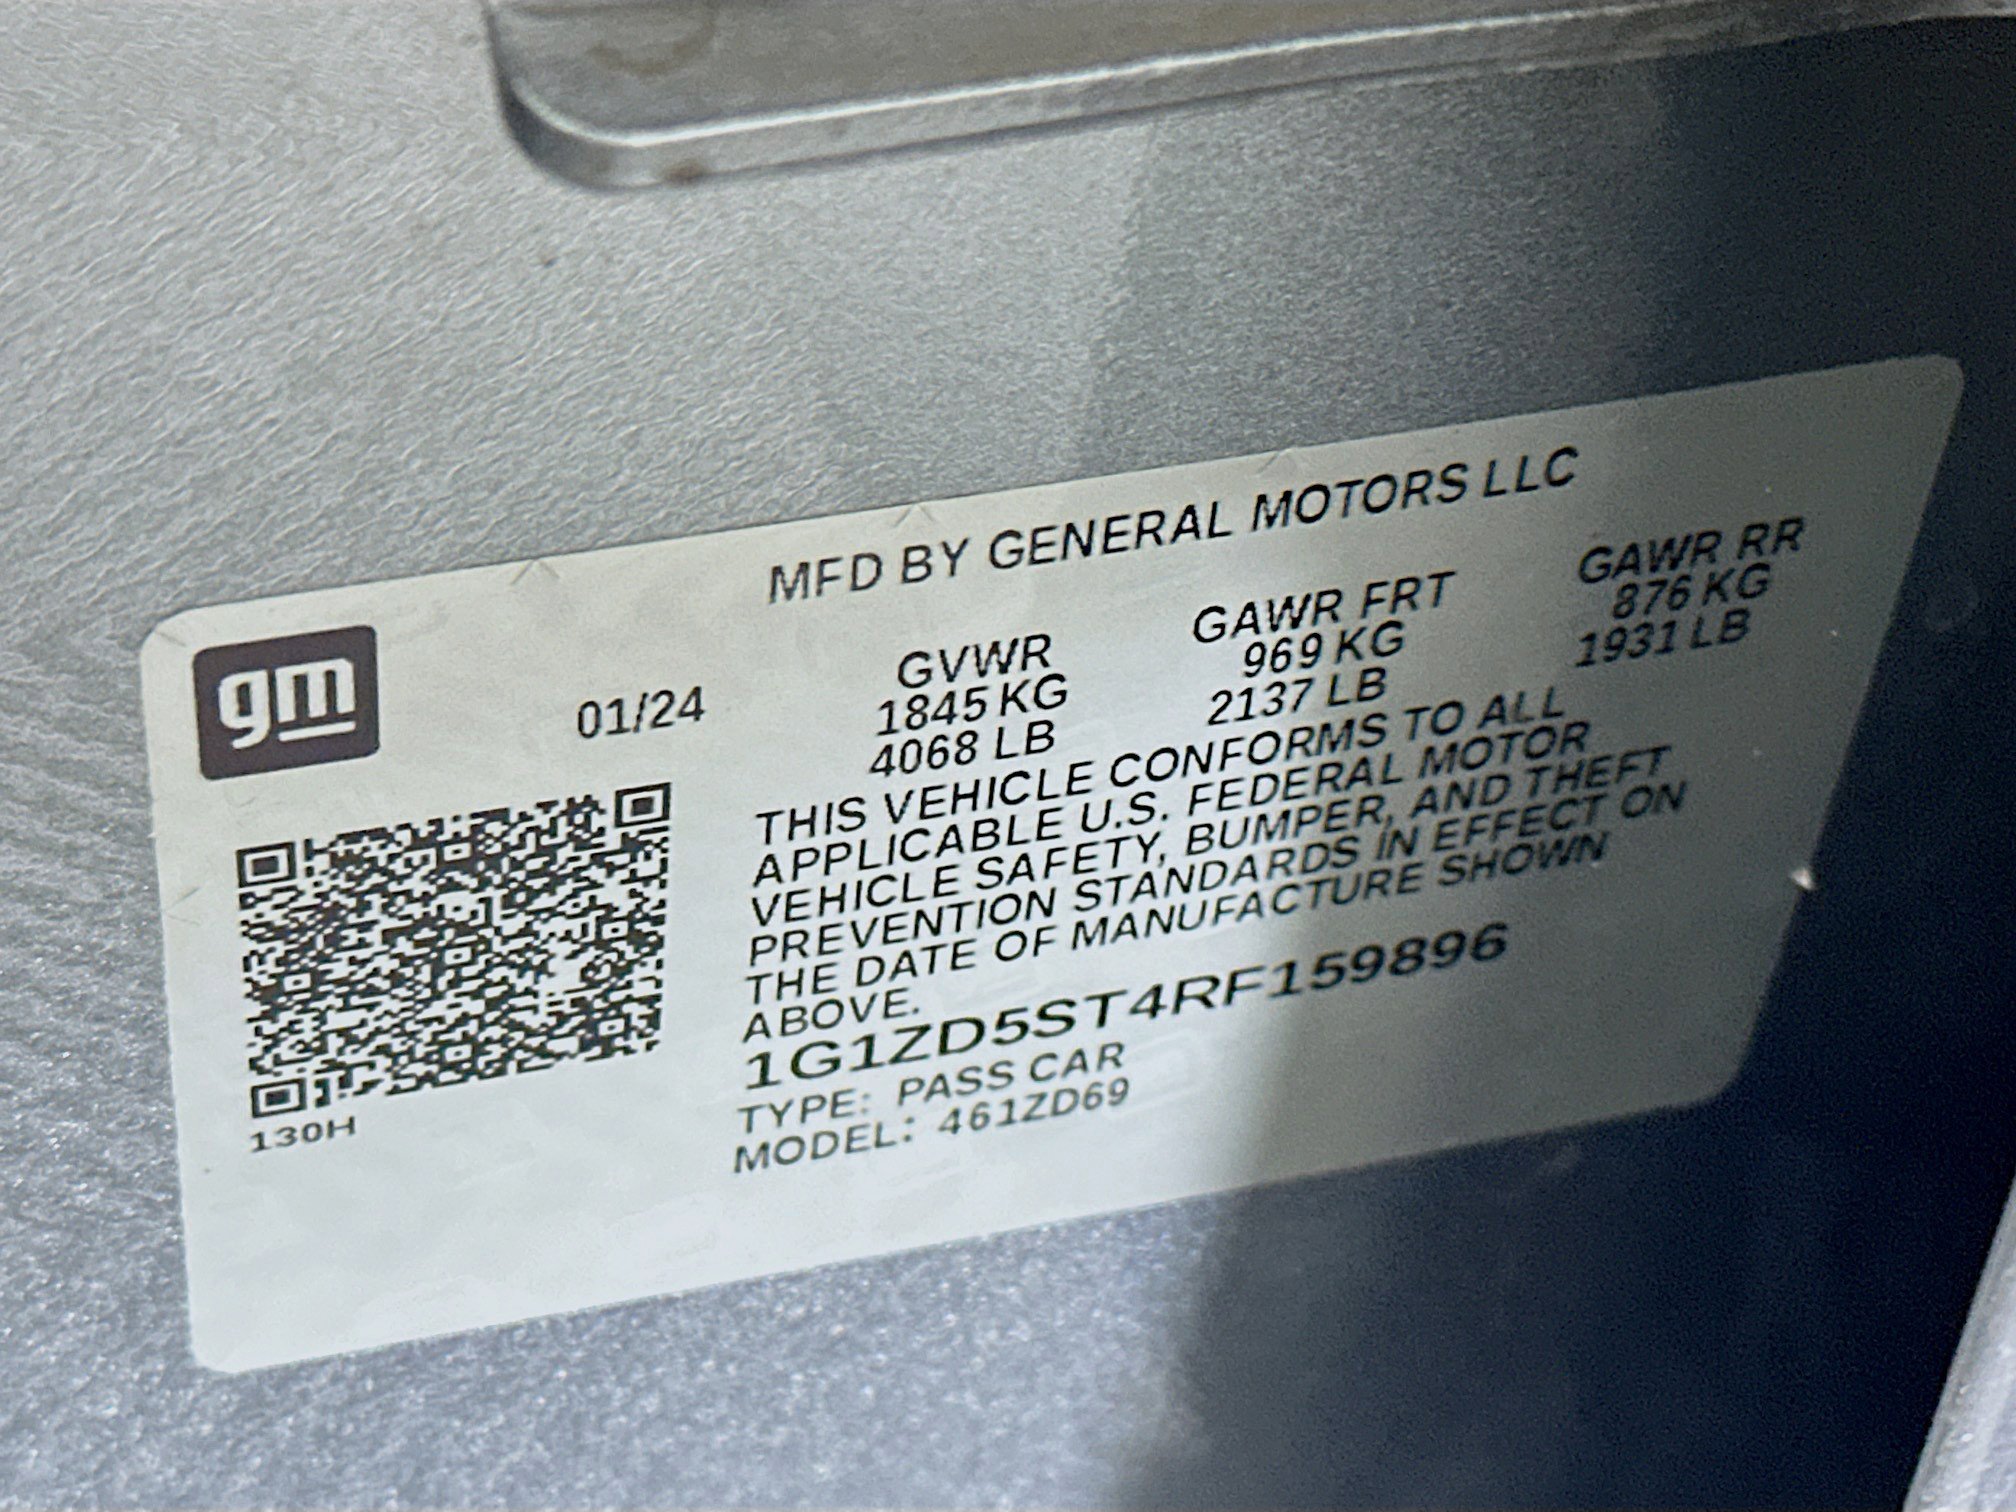 MFD BY GENERAL MOTORS LLC
gm
01/24
GVWR GAWR FRT GAWR RR
1845 KG 969 KG 876 KG
4068 LB 2137 LB 1931 LB
THIS VEHICLE CONFORMS TO ALL
APPLICABLE U.S. FEDERAL MOTOR
VEHICLE SAFETY, BUMPER, AND THEFT
PREVENTION STANDARDS IN EFFECT ON
THE DATE OF MANUFACTURE SHOWN
ABOVE.
1G1ZD5ST4RF159896
TYPE: PASS CAR
MODEL: 461ZD69
130H